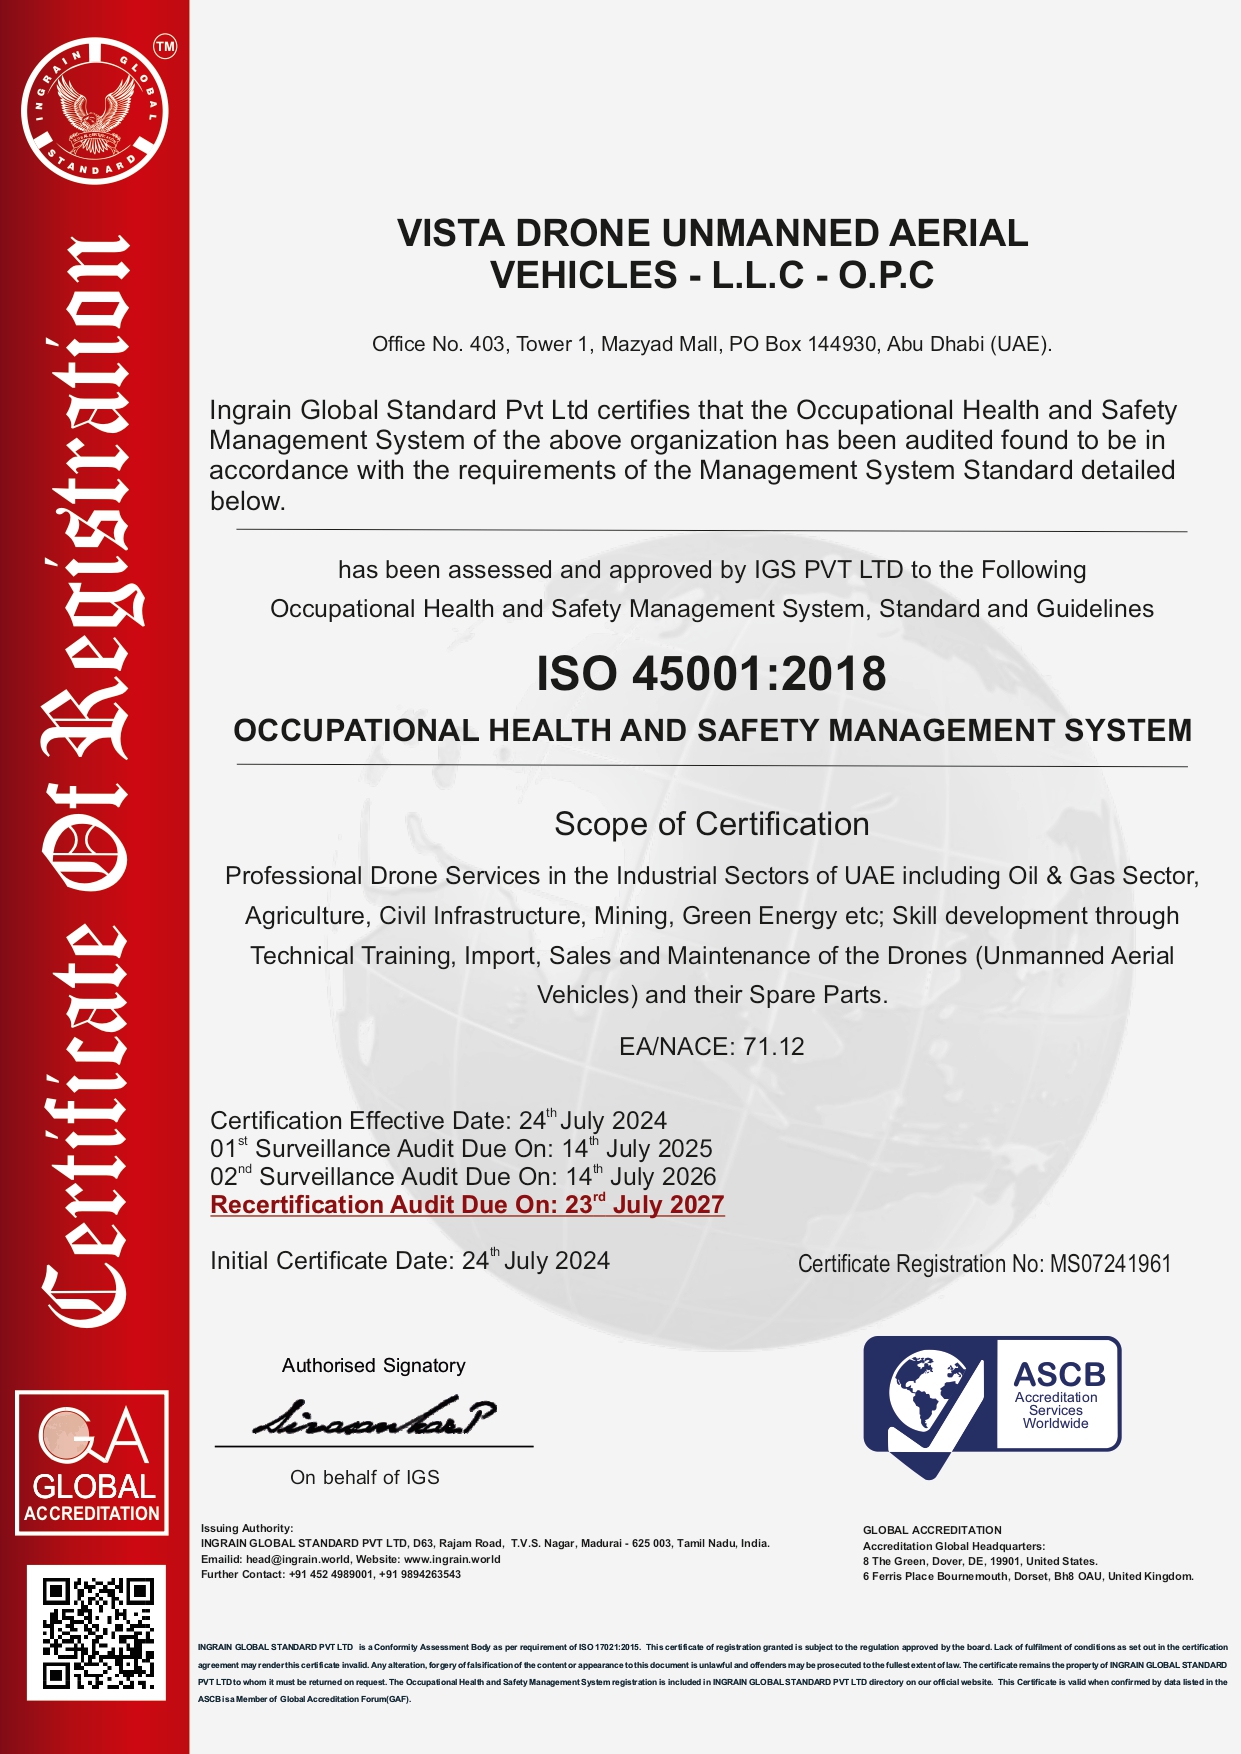 INGRAIN GLOBAL STANDARD
TM
Certificate Of Registration
VISTA DRONE UNMANNED AERIAL
VEHICLES - L.L.C - O.P.C
Office No. 403, Tower 1, Mazyad Mall, PO Box 144930, Abu Dhabi (UAE).
Ingrain Global Standard Pvt Ltd certifies that the Occupational Health and Safety
Management System of the above organization has been audited found to be in
accordance with the requirements of the Management System Standard detailed
below.
has been assessed and approved by IGS PVT LTD to the Following
Occupational Health and Safety Management System, Standard and Guidelines
ISO 45001:2018
OCCUPATIONAL HEALTH AND SAFETY MANAGEMENT SYSTEM
Scope of Certification
Professional Drone Services in the Industrial Sectors of UAE including Oil & Gas Sector,
Agriculture, Civil Infrastructure, Mining, Green Energy etc; Skill development through
Technical Training, Import, Sales and Maintenance of the Drones (Unmanned Aerial
Vehicles) and their Spare Parts.
EA/NACE: 71.12
Certification Effective Date: 24th July 2024
01st Surveillance Audit Due On: 14th July 2025
02nd Surveillance Audit Due On: 14th July 2026
Recertification Audit Due On: 23rd July 2027
Initial Certificate Date: 24th July 2024
Certificate Registration No: MS07241961
Authorised Signatory
Sivasankar.P
On behalf of IGS
ASCB
Accreditation
Services
Worldwide
GA
GLOBAL
ACCREDITATION
Issuing Authority:
INGRAIN GLOBAL STANDARD PVT LTD, D63, Rajam Road, T.V.S. Nagar, Madurai - 625 003, Tamil Nadu, India.
Emailid: head@ingrain.world, Website: www.ingrain.world
Further Contact: +91 452 4989001, +91 9894263543
GLOBAL ACCREDITATION
Accreditation Global Headquarters:
8 The Green, Dover, DE, 19901, United States.
6 Ferris Place Bournemouth, Dorset, Bh8 OAU, United Kingdom.
INGRAIN GLOBAL STANDARD PVT LTD is a Conformity Assessment Body as per requirement of ISO 17021:2015. This certificate of registration granted is subject to the regulation approved by the board. Lack of fulfilment of conditions as set out in the certification
agreement may render this certificate invalid. Any alteration, forgery of falsification of the content or appearance to this document is unlawful and offenders may be prosecuted to the fullest extent of law. The certificate remains the property of INGRAIN GLOBAL STANDARD
PVT LTD to whom it must be returned on request. The Occupational Health and Safety Management System registration is included in INGRAIN GLOBAL STANDARD PVT LTD directory on our official website. This Certificate is valid when confirmed by data listed in the
ASCB is a Member of Global Accreditation Forum(GAF).